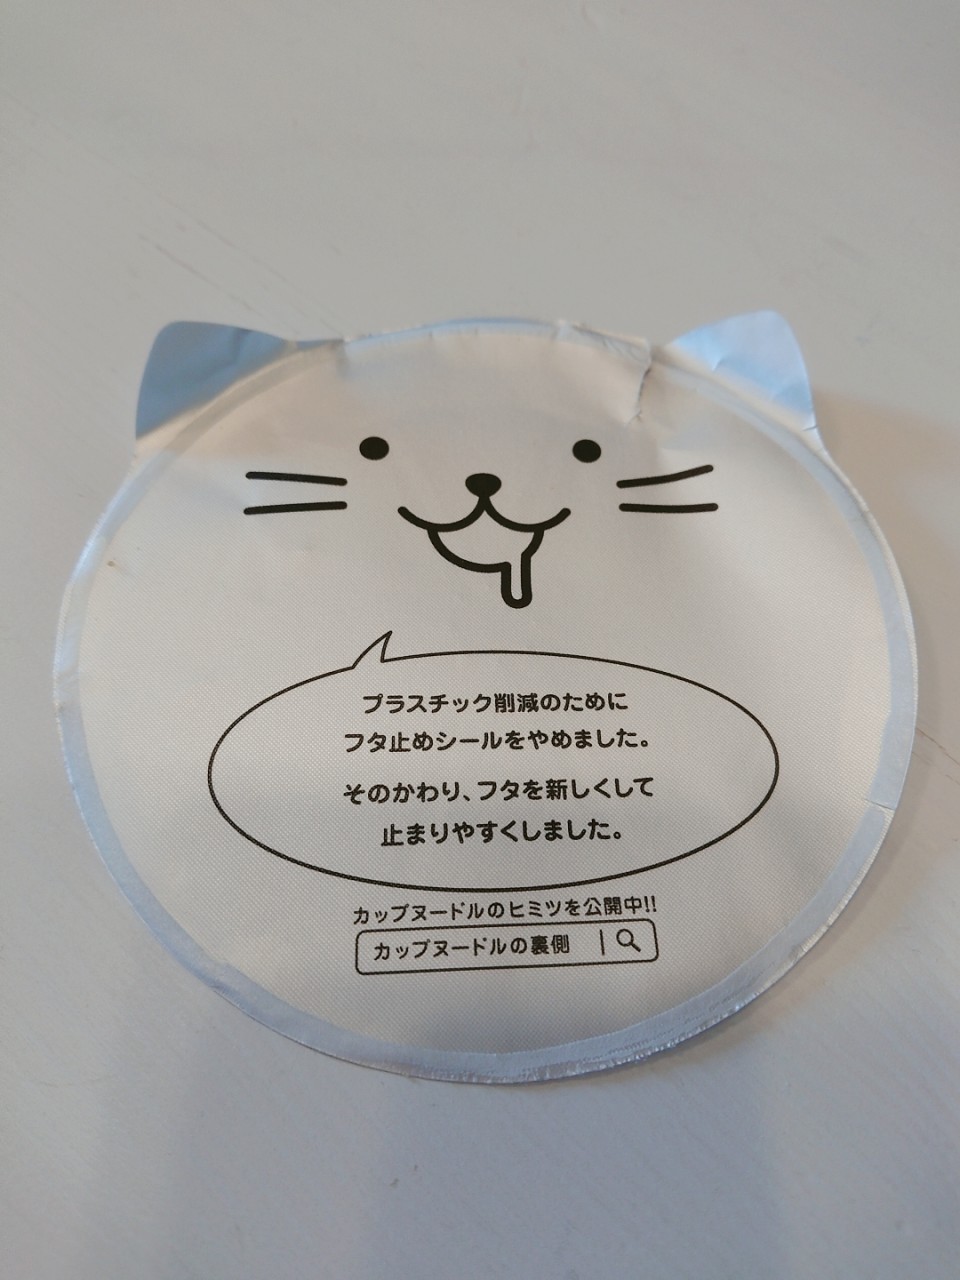 プラスチック削減のために
フタ止めシールをやめました。
そのかわり、フタを新しくして
止まりやすくしました。
カップヌードルのヒミツを公開中!!
カップヌードルの裏側